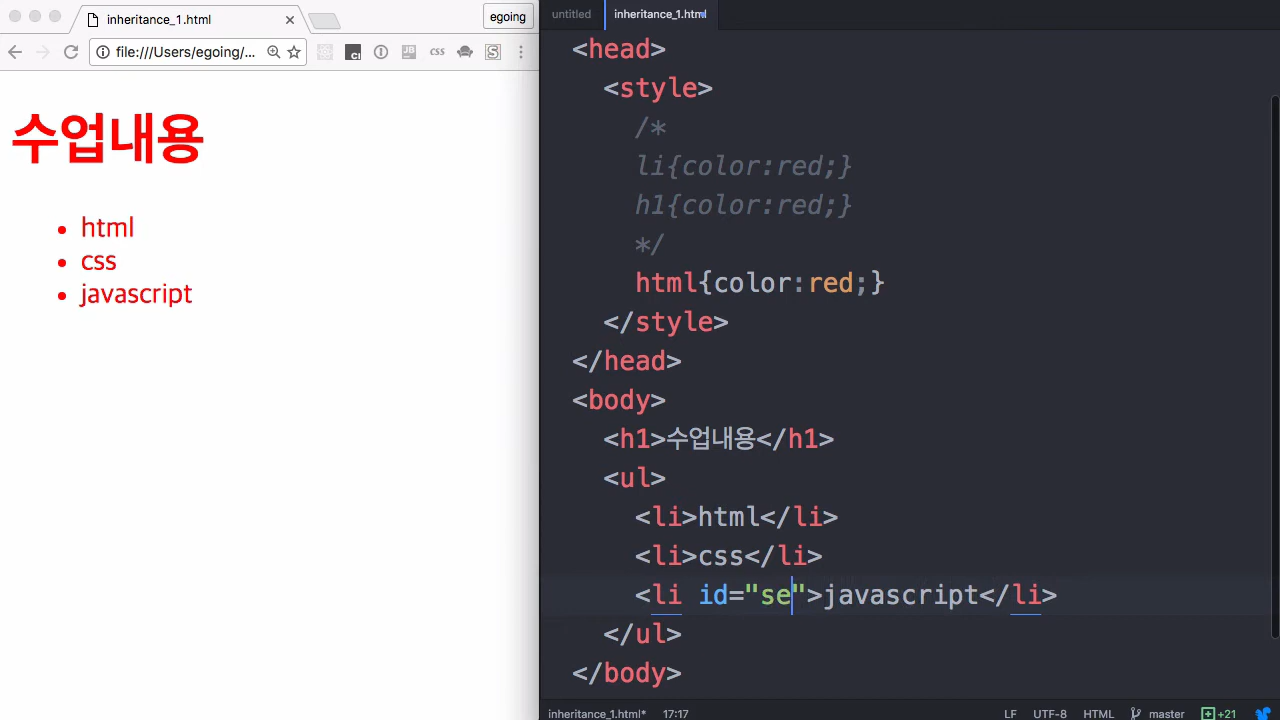 inheritance_1.html
egoing
file:///Users/egoing/...
JB
css
수업내용
html
css
javascript
untitled
inheritance_1.html
<head>
<style>
/*
li{color:red;}
h1{color:red;}
*/
html{color:red;}
</style>
</head>
<body>
<h1>수업내용</h1>
<ul>
<li>html</li>
<li>css</li>
<li id="se">javascript</li>
</ul>
</body>
inheritance_1.html* 17:17 LF UTF-8 HTML master +21